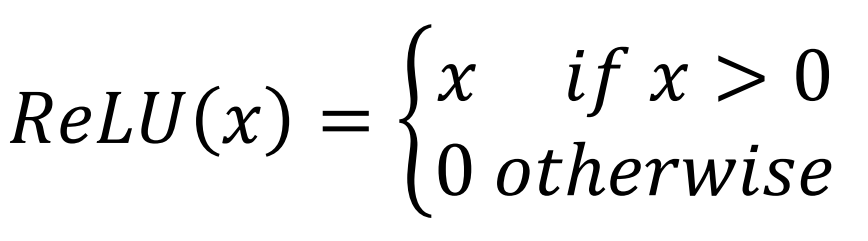 ReLU(x) = { x if x > 0
0 otherwise